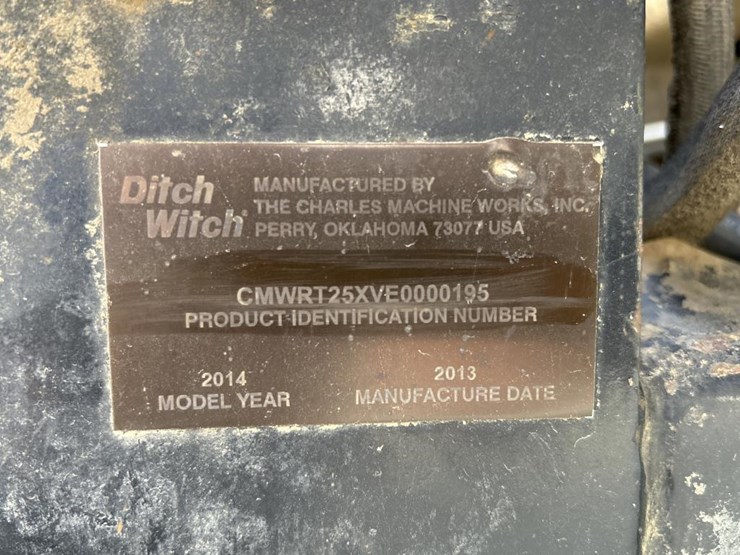 Ditch Witch
MANUFACTURED BY
THE CHARLES MACHINE WORKS, INC.
PERRY, OKLAHOMA 73077 USA
CMWRT25XVE0000195
PRODUCT IDENTIFICATION NUMBER
2014
MODEL YEAR
2013
MANUFACTURE DATE